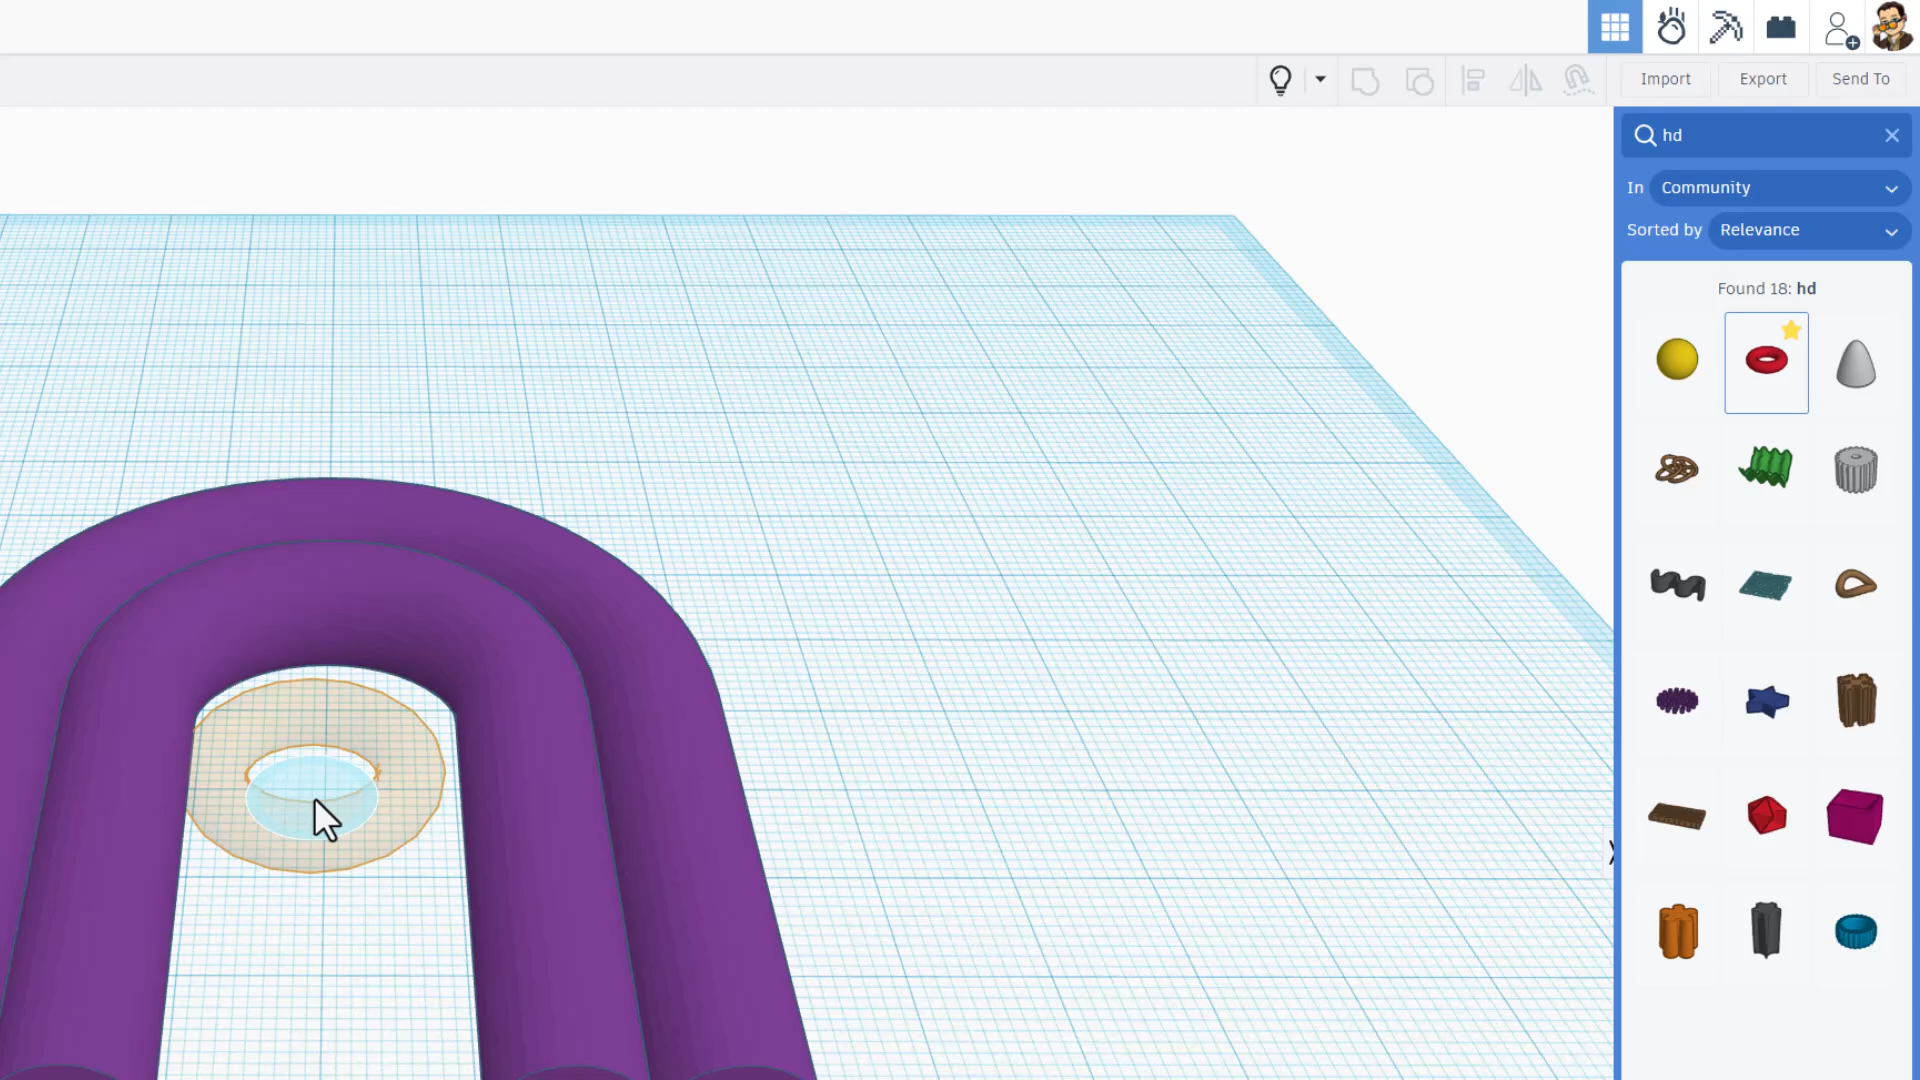 Import
Export
Send To
hd
In Community
Sorted by Relevance
Found 18: hd